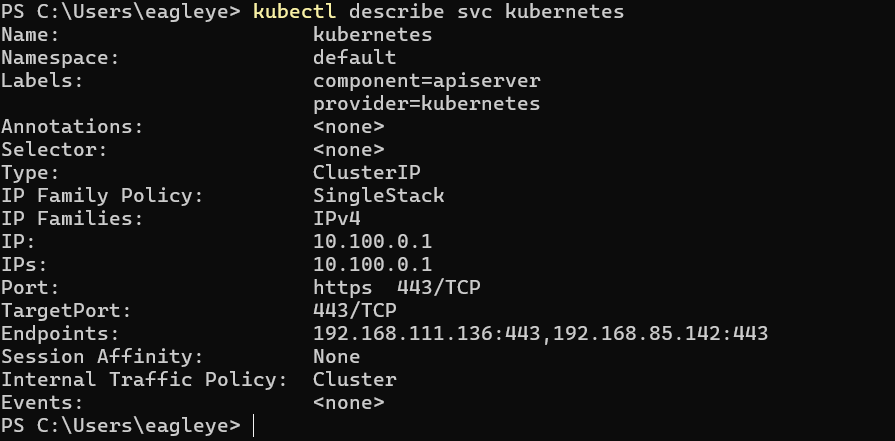 PS C:\Users\eagleye> kubectl describe svc kubernetes
Name:                     kubernetes
Namespace:                default
Labels:                   component=apiserver
                          provider=kubernetes
Annotations:              <none>
Selector:                 <none>
Type:                     ClusterIP
IP Family Policy:         SingleStack
IP Families:              IPv4
IP:                       10.100.0.1
IPs:                      10.100.0.1
Port:                     https  443/TCP
TargetPort:               443/TCP
Endpoints:                192.168.111.136:443,192.168.85.142:443
Session Affinity:         None
Internal Traffic Policy:  Cluster
Events:                   <none>
PS C:\Users\eagleye>